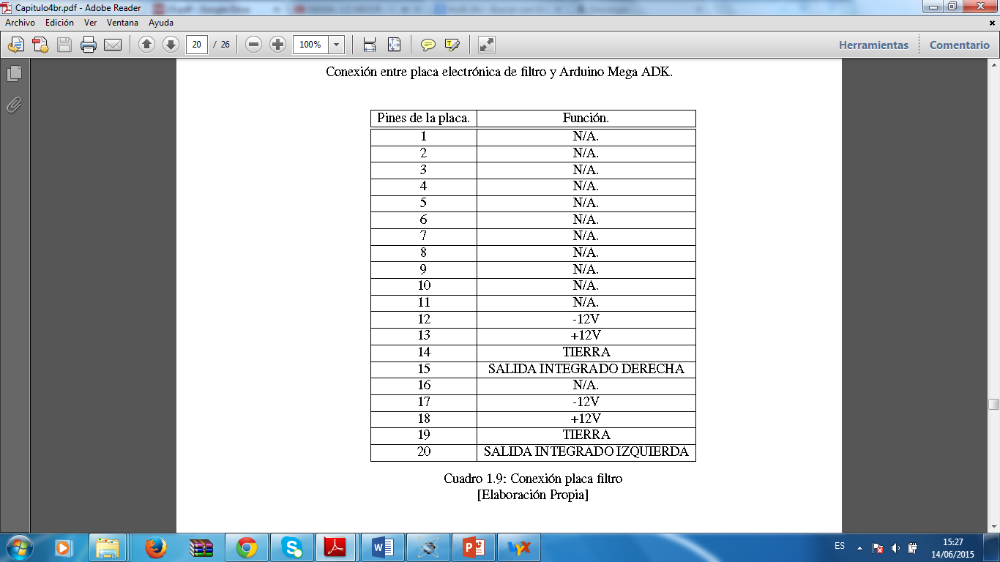 Capitulo4br.pdf - Adobe Reader
Archivo Edición Ver Ventana Ayuda
20 / 26 100% Herramientas Comentario
Conexión entre placa electrónica de filtro y Arduino Mega ADK.
Pines de la placa. Función.
1 N/A.
2 N/A.
3 N/A.
4 N/A.
5 N/A.
6 N/A.
7 N/A.
8 N/A.
9 N/A.
10 N/A.
11 N/A.
12 -12V
13 +12V
14 TIERRA
15 SALIDA INTEGRADO DERECHA
16 N/A.
17 -12V
18 +12V
19 TIERRA
20 SALIDA INTEGRADO IZQUIERDA
Cuadro 1.9: Conexión placa filtro
[Elaboración Propia]
ES 15:27
14/06/2015